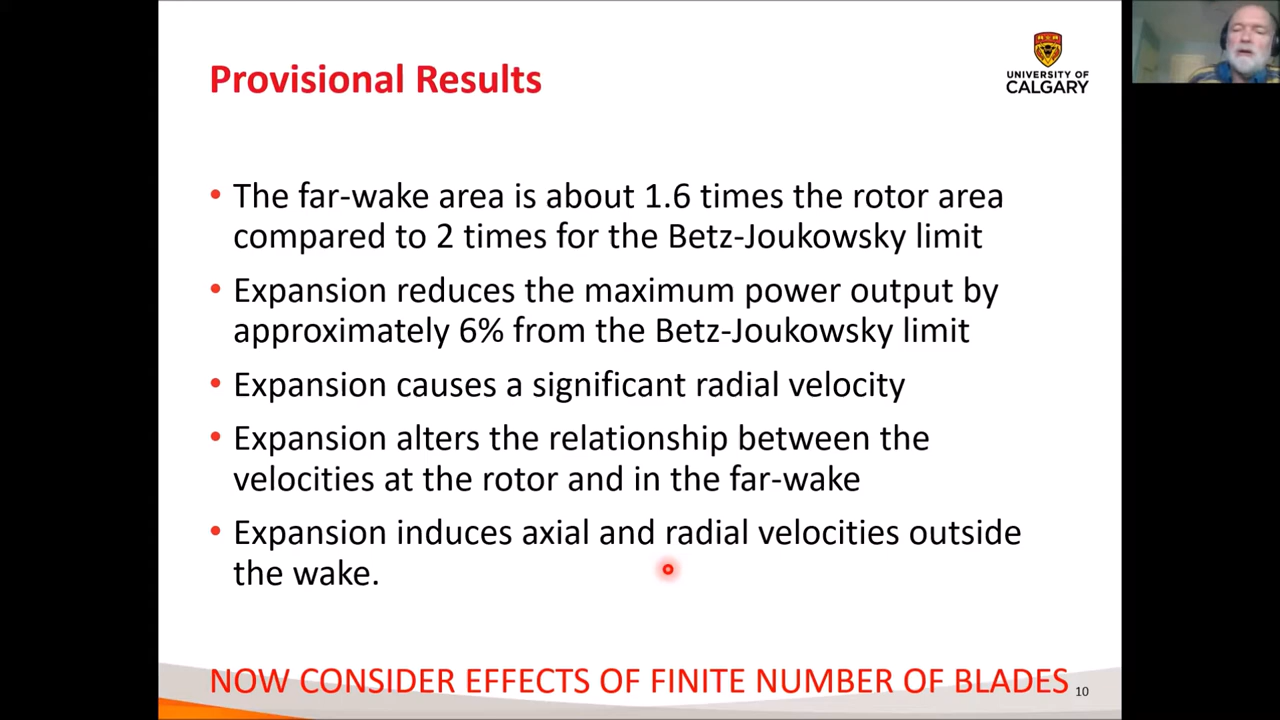 Provisional Results
UNIVERSITY OF
CALGARY
• The far-wake area is about 1.6 times the rotor area
compared to 2 times for the Betz-Joukowsky limit
• Expansion reduces the maximum power output by
approximately 6% from the Betz-Joukowsky limit
• Expansion causes a significant radial velocity
• Expansion alters the relationship between the
velocities at the rotor and in the far-wake
• Expansion induces axial and radial velocities outside
the wake.
NOW CONSIDER EFFECTS OF FINITE NUMBER OF BLADES
10